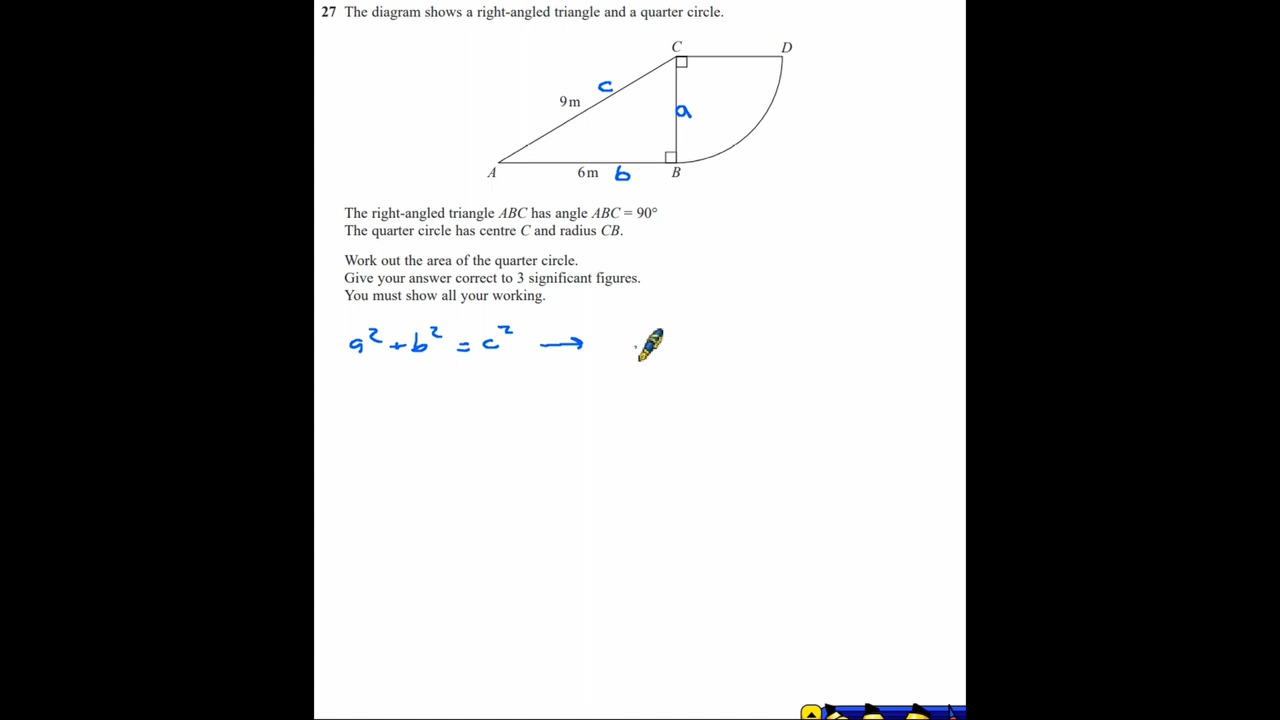 27 The diagram shows a right-angled triangle and a quarter circle.
C D
c
9 m
a
A 6 m b B
The right-angled triangle ABC has angle ABC = 90°
The quarter circle has centre C and radius CB.
Work out the area of the quarter circle.
Give your answer correct to 3 significant figures.
You must show all your working.
a² + b² = c² →